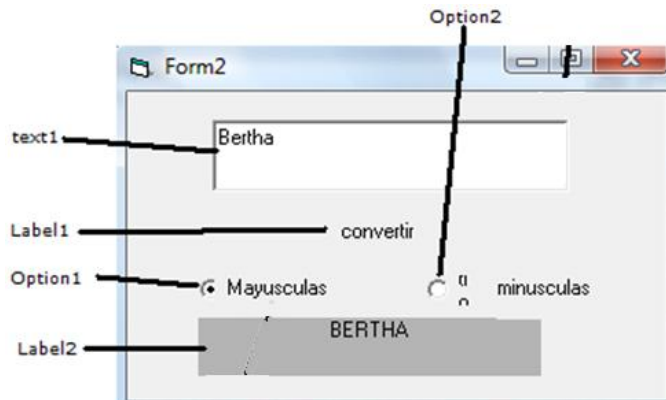 Option2
Form2
text1
Bertha
Label1
convertir
Option1
Mayusculas
minusculas
Label2
BERTHA